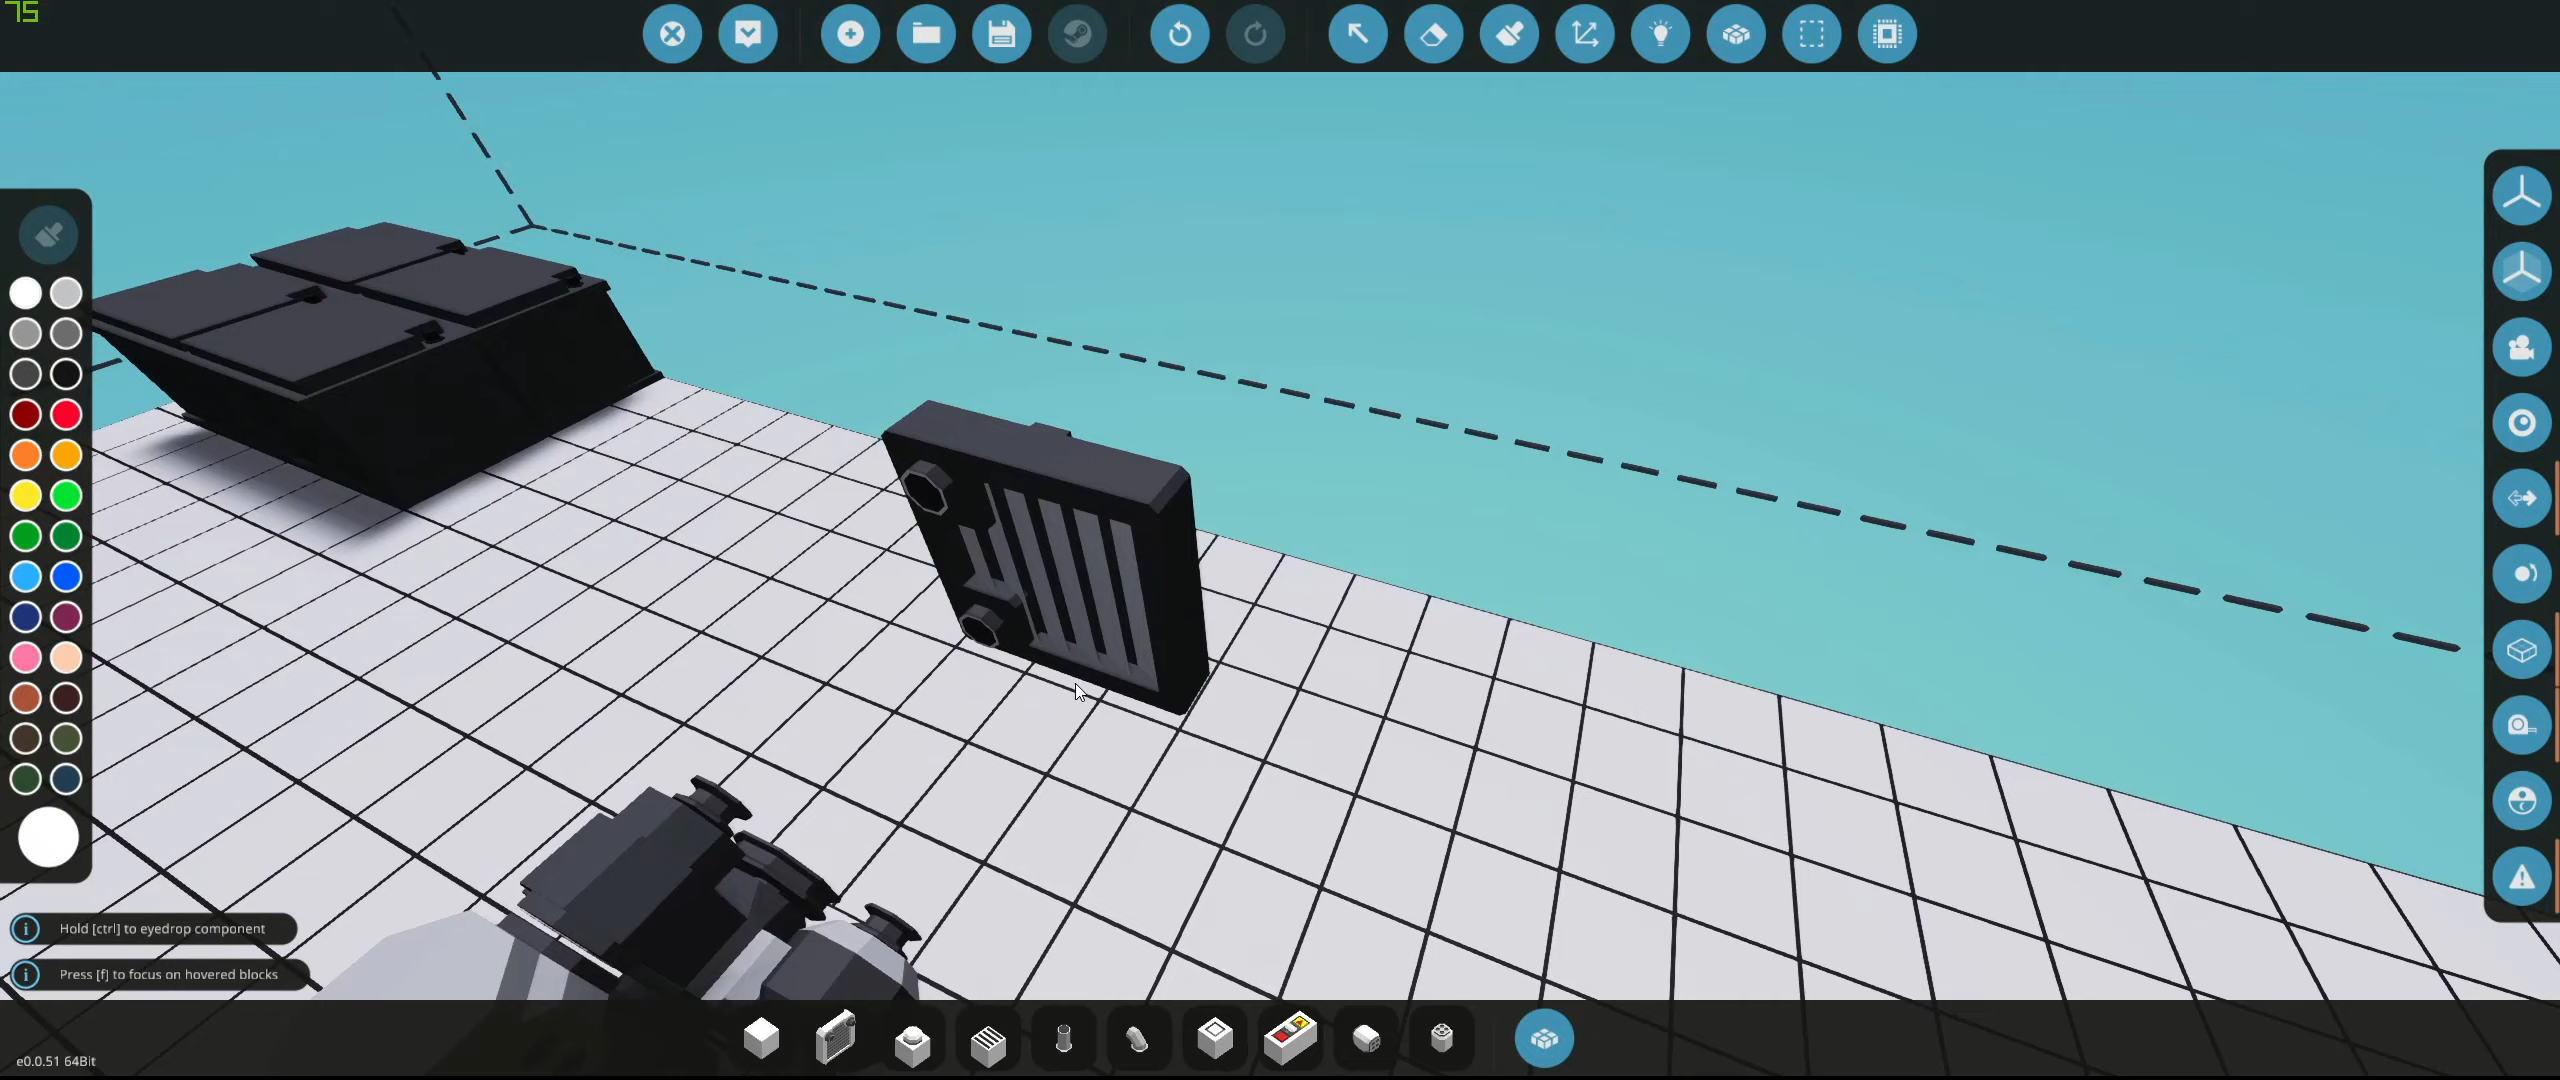 75
Hold [ctrl] to eyedrop component
Press [f] to focus on hovered blocks
e0.0.51 64Bit